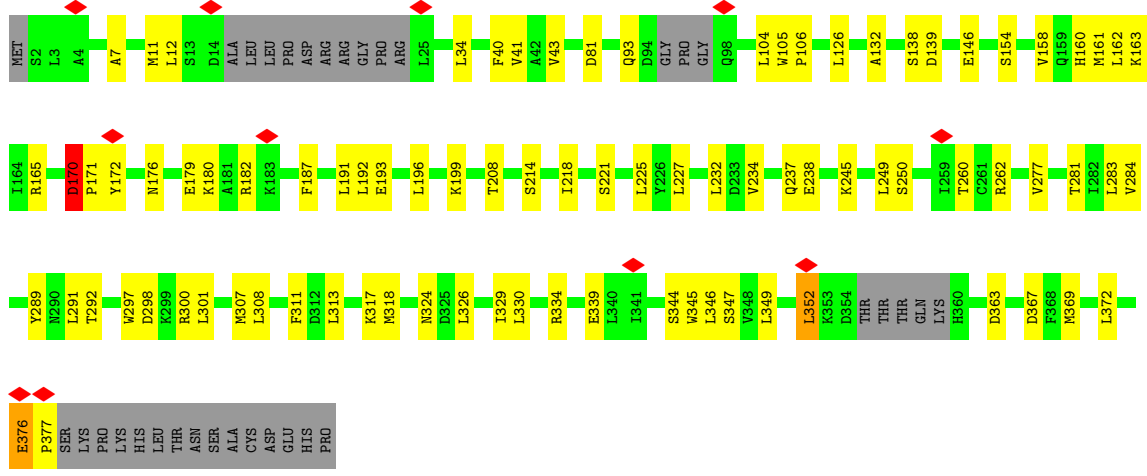 MET S2 L3 A4 A7 M11 L12 S13 D14 ALA LEU LEU PRO ASP ARG ARG GLY PRO ARG L25 L34 F40 V41 A42 V43 D81 Q93 D94 GLY PRO GLY Q98 L104 W105 P106 L126 A132 S138 D139 E146 S154 V158 Q159 H160 M161 L162 K163
I164 R165 D170 P171 Y172 N176 E179 K180 A181 R182 K183 F187 L191 L192 E193 L196 K199 T208 S214 I218 S221 L225 Y226 L227 L232 D233 V234 Q237 E238 K245 L249 S250 I259 T260 C261 R262 V277 T281 I282 L283 V284
Y289 N290 L291 T292 W297 D298 K299 R300 L301 M307 L308 F311 D312 L313 K317 M318 N324 D325 L326 I329 L330 R334 E339 L340 I341 S344 W345 L346 S347 V348 L349 L352 K353 D354 THR THR THR GLN LYS H360 D363 D367 F368 M369 L372
E376 P377 SER LYS PRO LYS HIS LEU THR ASN SER ALA CYS ASP GLU HIS PRO